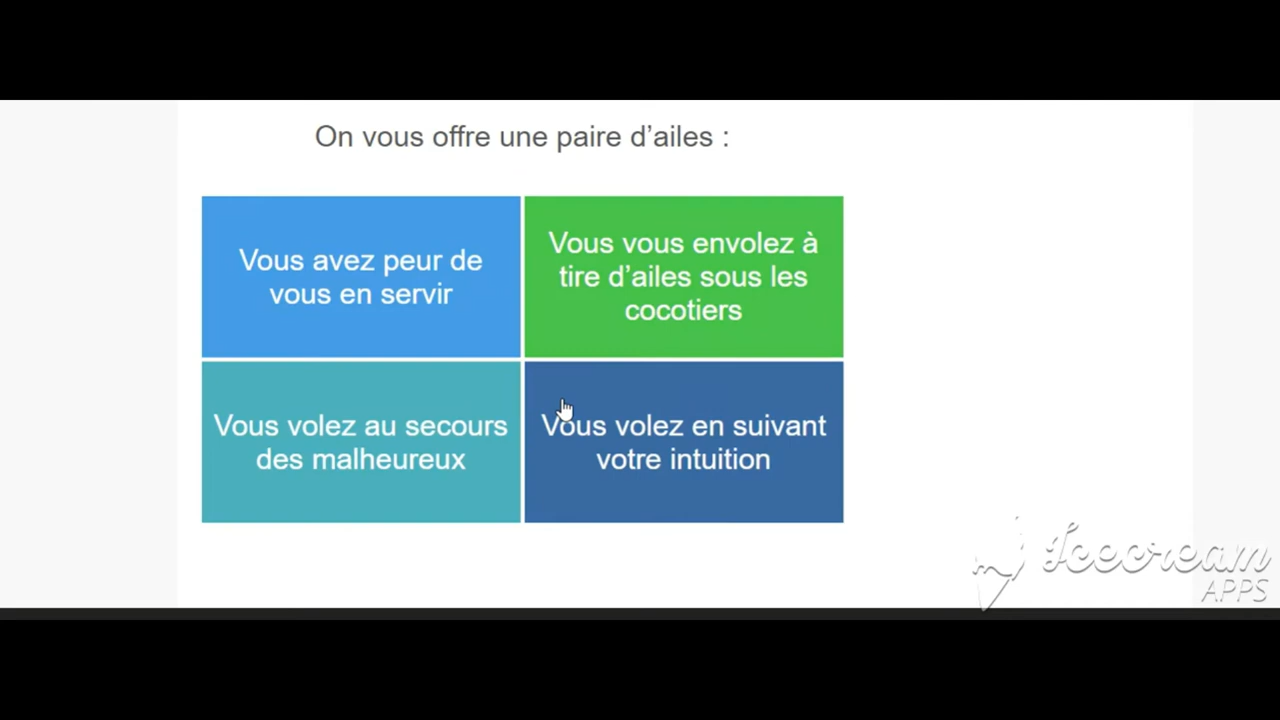 On vous offre une paire d’ailes :
Vous avez peur de
vous en servir
Vous vous envolez à
tire d’ailes sous les
cocotiers
Vous volez au secours
des malheureux
Vous volez en suivant
votre intuition
Icecream
APPS